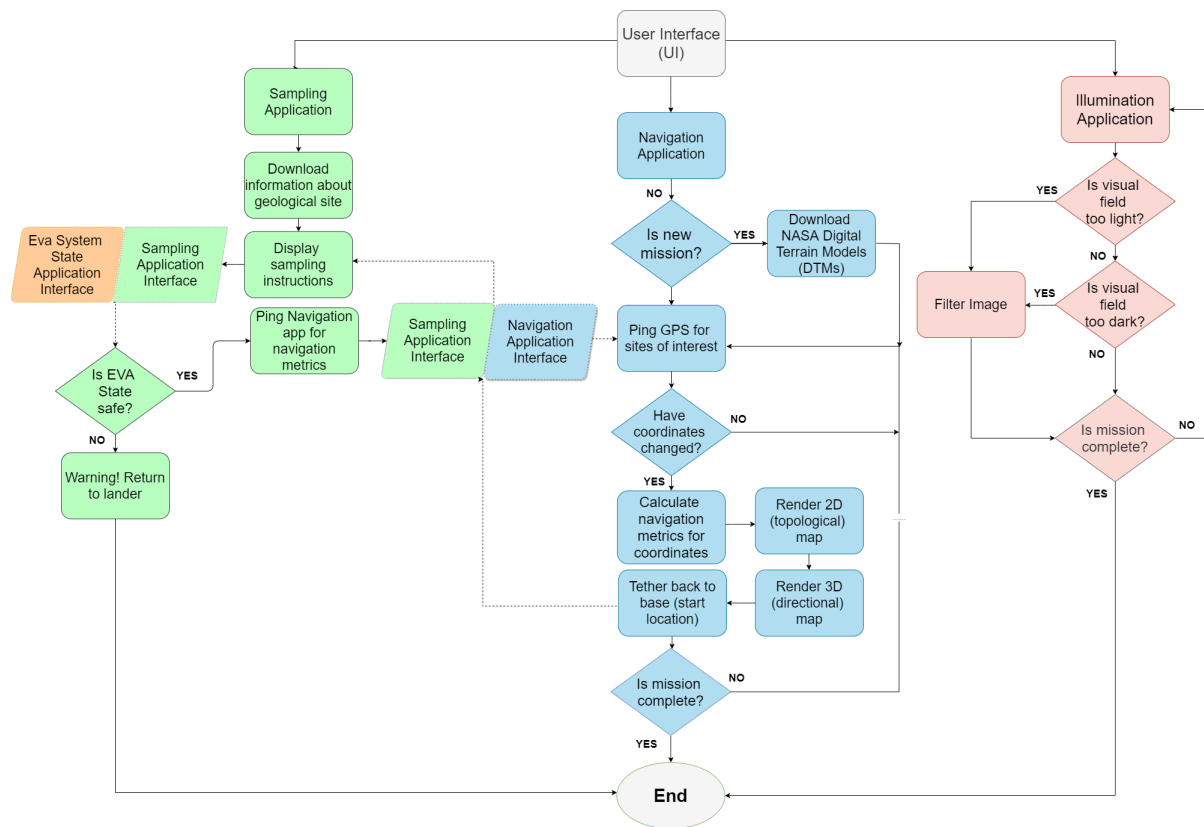 User Interface
(UI)
Sampling
Application
Navigation
Application
Illumination
Application
Download
information about
geological site
NO
YES
Is visual
field
too light?
Is new
mission?
YES
Download
NASA Digital
Terrain Models
(DTMs)
NO
Eva System
State
Application
Interface
Sampling
Application
Interface
Display
sampling
instructions
Filter Image
YES
Is visual
field
too dark?
NO
Ping Navigation
app for
navigation
metrics
Sampling
Application
Interface
Navigation
Application
Interface
Ping GPS for
sites of interest
Is EVA
State
safe?
YES
NO
Have
coordinates
changed?
NO
YES
Is mission
complete?
NO
YES
Warning! Return
to lander
Calculate
navigation
metrics for
coordinates
Render 2D
(topological)
map
Tether back to
base (start
location)
Render 3D
(directional)
map
Is mission
complete?
NO
YES
End